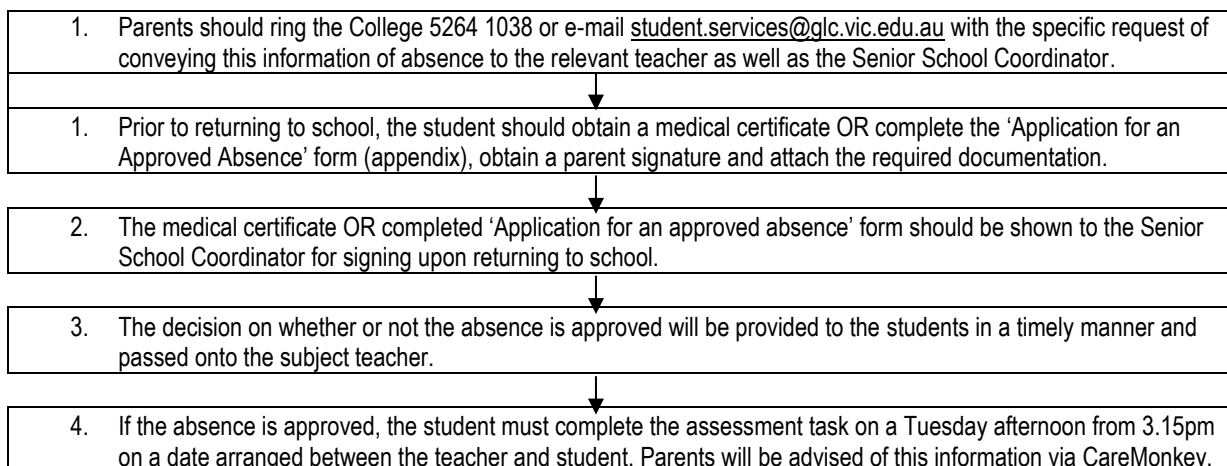 1. Parents should ring the College 5264 1038 or e-mail student.services@glc.vic.edu.au with the specific request of
conveying this information of absence to the relevant teacher as well as the Senior School Coordinator.
1. Prior to returning to school, the student should obtain a medical certificate OR complete the ‘Application for an
Approved Absence’ form (appendix), obtain a parent signature and attach the required documentation.
2. The medical certificate OR completed ‘Application for an approved absence’ form should be shown to the Senior
School Coordinator for signing upon returning to school.
3. The decision on whether or not the absence is approved will be provided to the students in a timely manner and
passed onto the subject teacher.
4. If the absence is approved, the student must complete the assessment task on a Tuesday afternoon from 3.15pm
on a date arranged between the teacher and student. Parents will be advised of this information via CareMonkey.